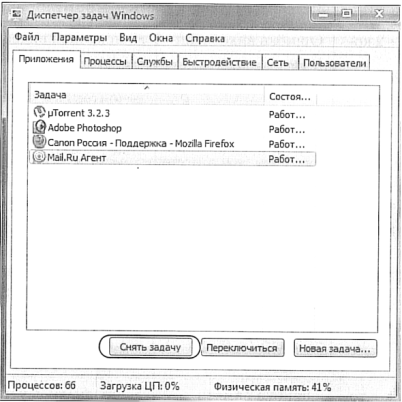 Диспетчер задач Windows
Файл Параметры Вид Окна Справка
Приложения Процессы Службы Быстродействие Сеть Пользователи
Задача Состоя...
µTorrent 3.2.3 Работ...
Adobe Photoshop Работ...
Canon Россия - Поддержка - Mozilla Firefox Работ...
Mail.Ru Агент Работ...
Снять задачу Переключиться Новая задача...
Процессов: 66 Загрузка ЦП: 0% Физическая память: 41%